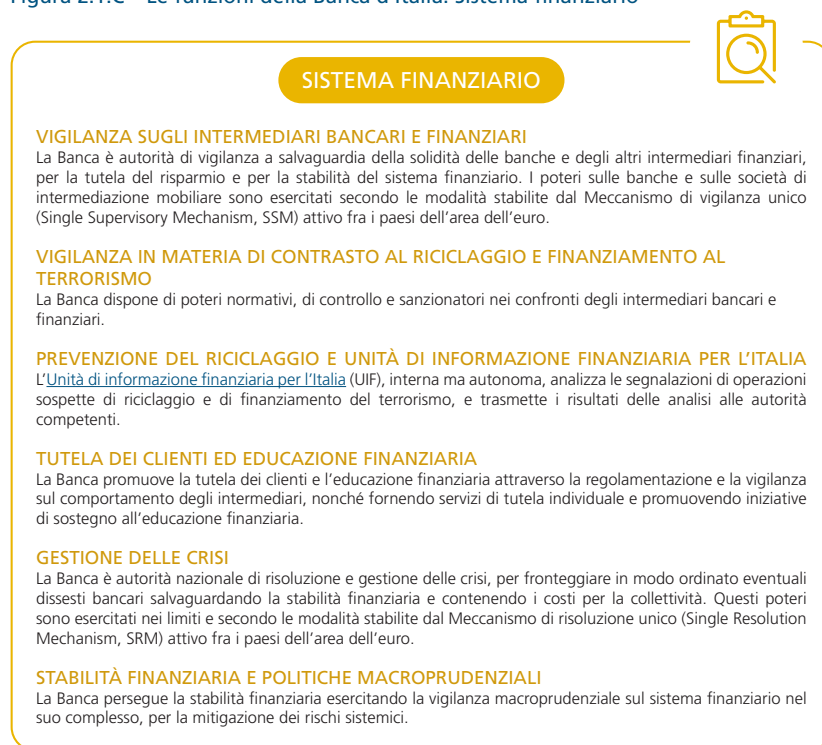 Figura 2.1.C – Le funzioni della Banca d'Italia: Sistema finanziario
SISTEMA FINANZIARIO
VIGILANZA SUGLI INTERMEDIARI BANCARI E FINANZIARI
La Banca è autorità di vigilanza a salvaguardia della solidità delle banche e degli altri intermediari finanziari,
per la tutela del risparmio e per la stabilità del sistema finanziario. I poteri sulle banche e sulle società di
intermediazione mobiliare sono esercitati secondo le modalità stabilite dal Meccanismo di vigilanza unico
(Single Supervisory Mechanism, SSM) attivo fra i paesi dell'area dell'euro.
VIGILANZA IN MATERIA DI CONTRASTO AL RICICLAGGIO E FINANZIAMENTO AL
TERRORISMO
La Banca dispone di poteri normativi, di controllo e sanzionatori nei confronti degli intermediari bancari e
finanziari.
PREVENZIONE DEL RICICLAGGIO E UNITÀ DI INFORMAZIONE FINANZIARIA PER L'ITALIA
L'Unità di informazione finanziaria per l'Italia (UIF), interna ma autonoma, analizza le segnalazioni di operazioni
sospette di riciclaggio e di finanziamento del terrorismo, e trasmette i risultati delle analisi alle autorità
competenti.
TUTELA DEI CLIENTI ED EDUCAZIONE FINANZIARIA
La Banca promuove la tutela dei clienti e l'educazione finanziaria attraverso la regolamentazione e la vigilanza
sul comportamento degli intermediari, nonché fornendo servizi di tutela individuale e promuovendo iniziative
di sostegno all'educazione finanziaria.
GESTIONE DELLE CRISI
La Banca è autorità nazionale di risoluzione e gestione delle crisi, per fronteggiare in modo ordinato eventuali
dissesti bancari salvaguardando la stabilità finanziaria e contenendo i costi per la collettività. Questi poteri
sono esercitati nei limiti e secondo le modalità stabilite dal Meccanismo di risoluzione unico (Single Resolution
Mechanism, SRM) attivo fra i paesi dell'area dell'euro.
STABILITÀ FINANZIARIA E POLITICHE MACROPRUDENZIALI
La Banca persegue la stabilità finanziaria esercitando la vigilanza macroprudenziale sul sistema finanziario nel
suo complesso, per la mitigazione dei rischi sistemici.